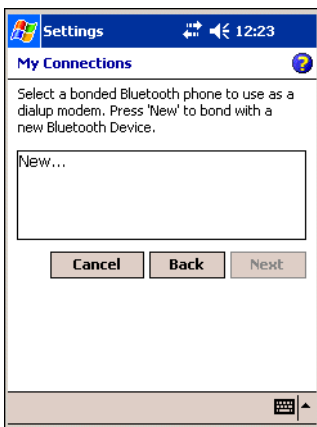 Settings 12:23
My Connections
Select a bonded Bluetooth phone to use as a
dialup modem. Press 'New' to bond with a
new Bluetooth Device.
New...
Cancel Back Next